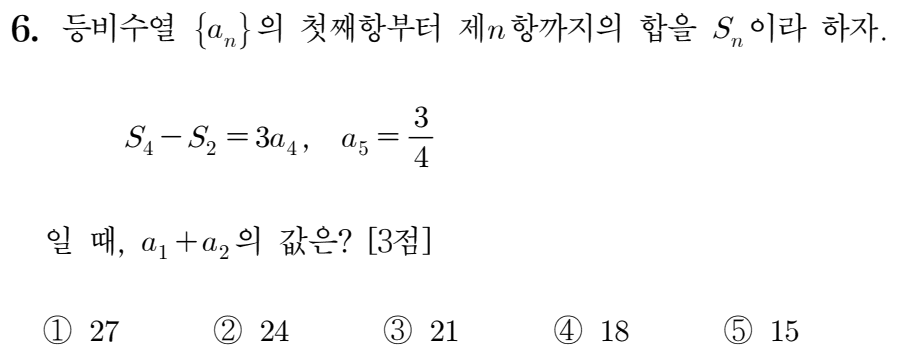 6. 등비수열 {aₙ}의 첫째항부터 제n항까지의 합을 Sₙ이라 하자.
S₄ − S₂ = 3a₄, a₅ = 3/4
일 때, a₁ + a₂의 값은? [3점]
① 27 ② 24 ③ 21 ④ 18 ⑤ 15